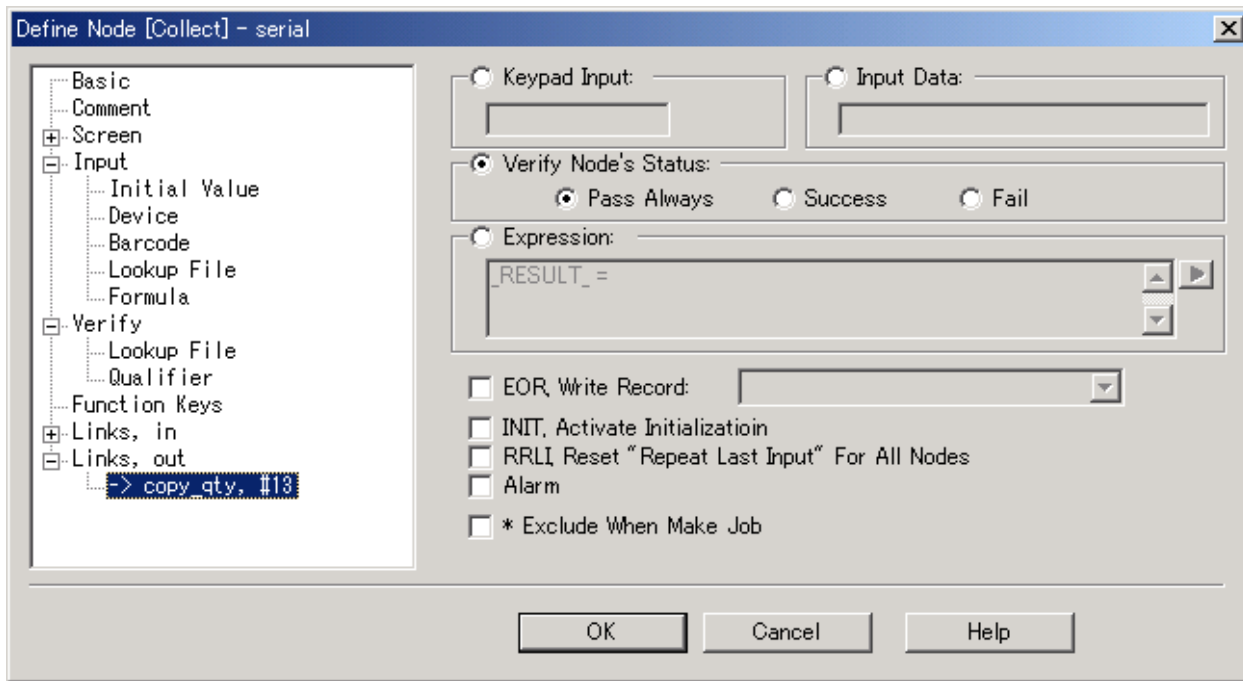 Define Node [Collect] - serial
Basic
Comment
Screen
Input
Initial Value
Device
Barcode
Lookup File
Formula
Verify
Lookup File
Qualifier
Function Keys
Links, in
Links, out
-> copy_qty, #13
Keypad Input:
Input Data:
Verify Node's Status:
Pass Always
Success
Fail
Expression:
_RESULT_ =
EOR, Write Record:
INIT, Activate Initializatioin
RRLI, Reset "Repeat Last Input" For All Nodes
Alarm
* Exclude When Make Job
OK
Cancel
Help